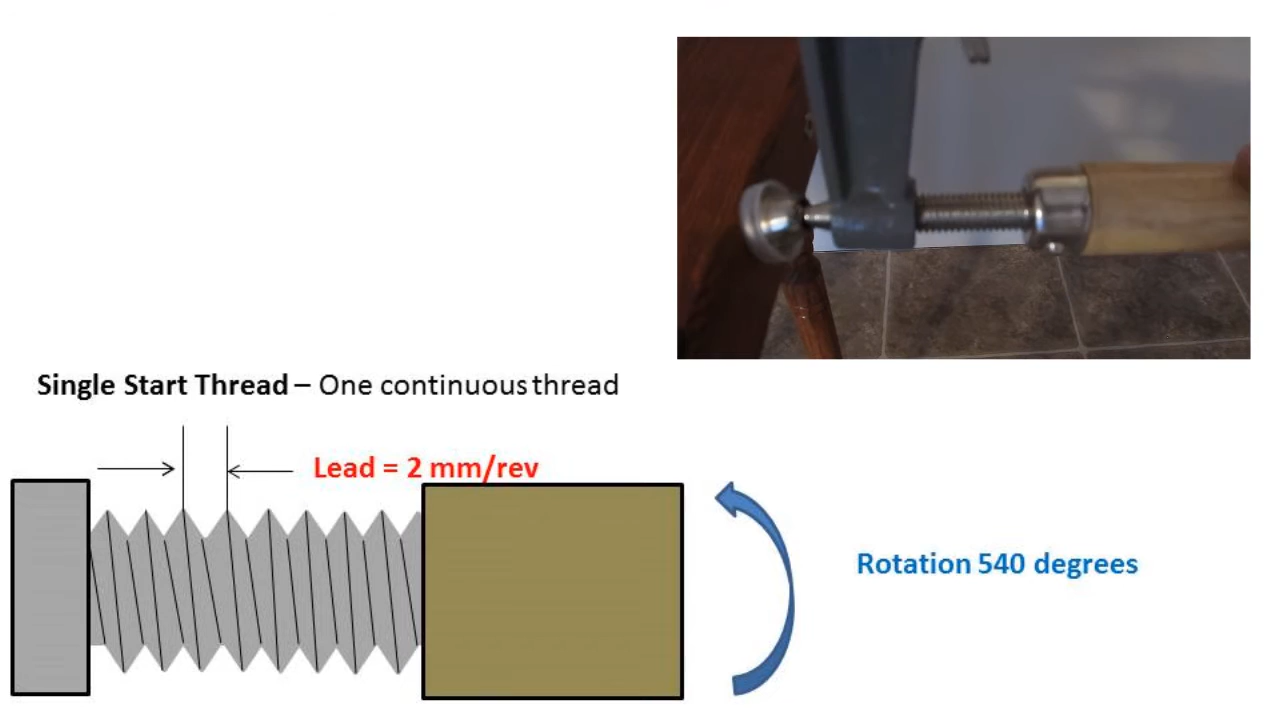 Single Start Thread – One continuous thread
Lead = 2 mm/rev
Rotation 540 degrees